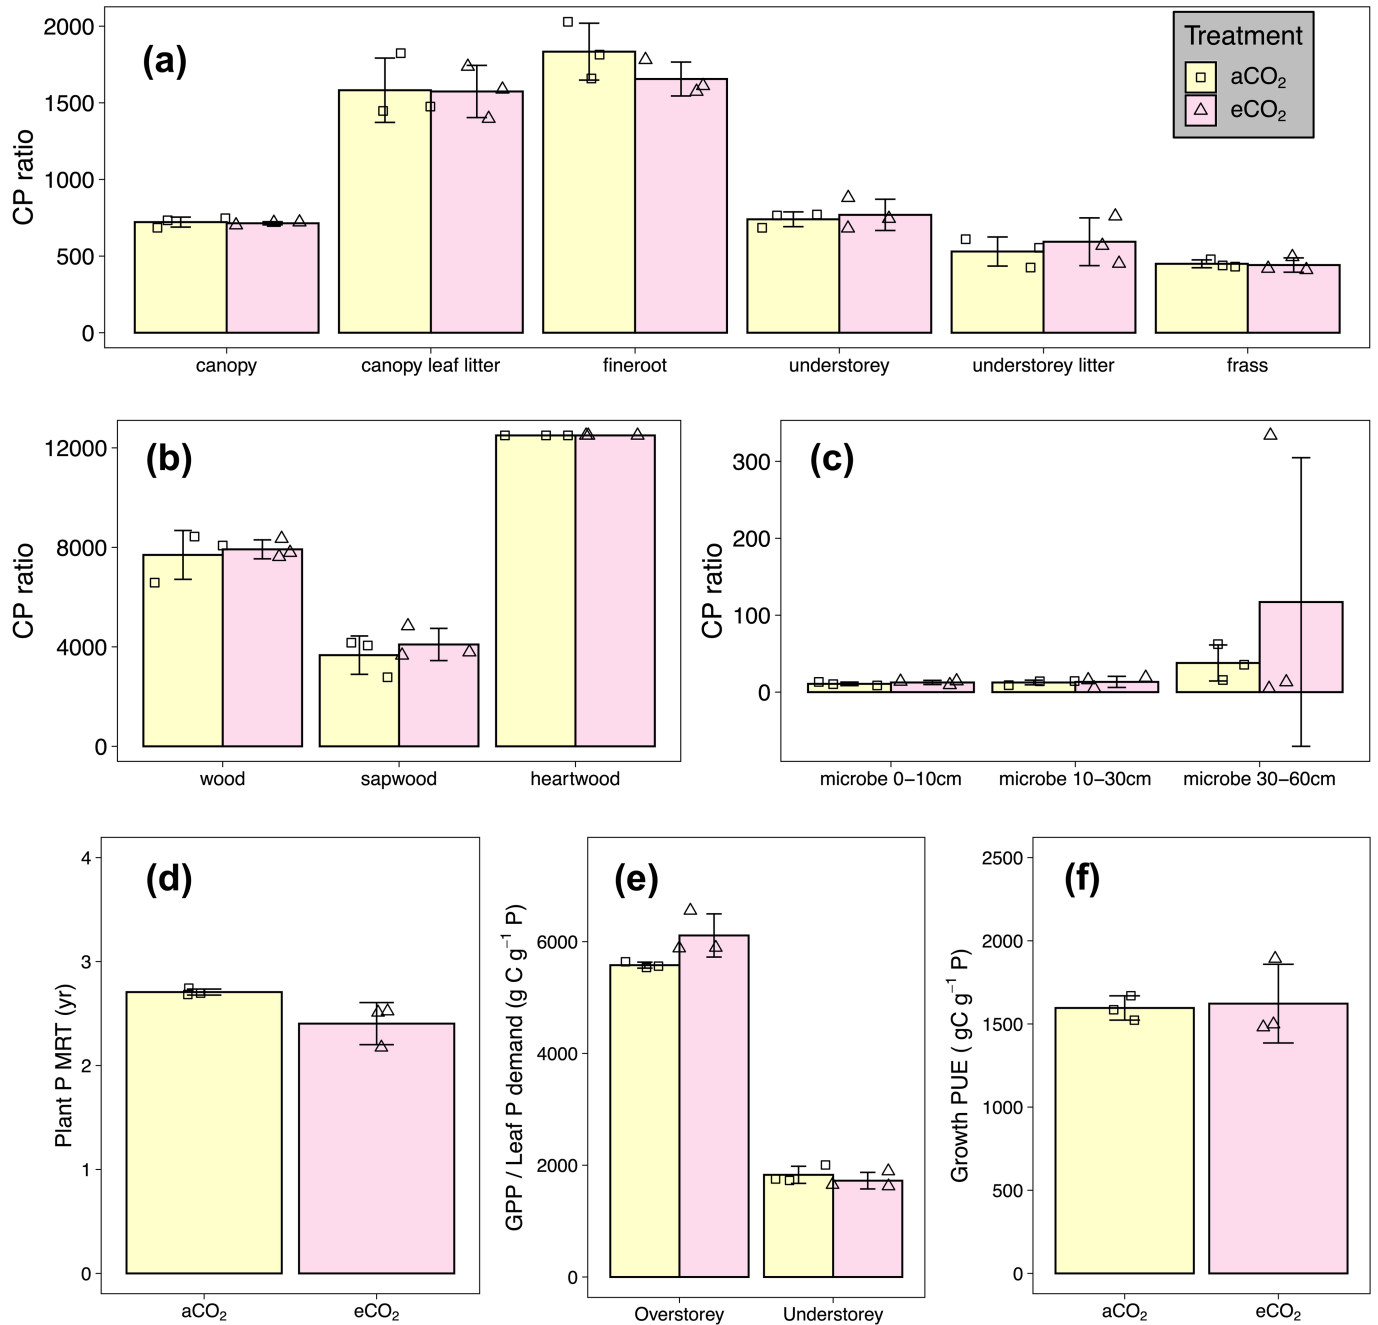 (a)
CP ratio
2000
1500
1000
500
0
canopy
canopy leaf litter
fineroot
understorey
understorey litter
frass
Treatment
aCO₂
eCO₂
(b)
CP ratio
12000
8000
4000
0
wood
sapwood
heartwood
(c)
CP ratio
300
200
100
0
microbe 0–10cm
microbe 10–30cm
microbe 30–60cm
(d)
Plant P MRT (yr)
4
3
2
1
0
aCO₂
eCO₂
(e)
GPP / Leaf P demand (g C g⁻¹ P)
6000
4000
2000
0
Overstorey
Understorey
(f)
Growth PUE ( gC g⁻¹ P)
2500
2000
1500
1000
500
0
aCO₂
eCO₂